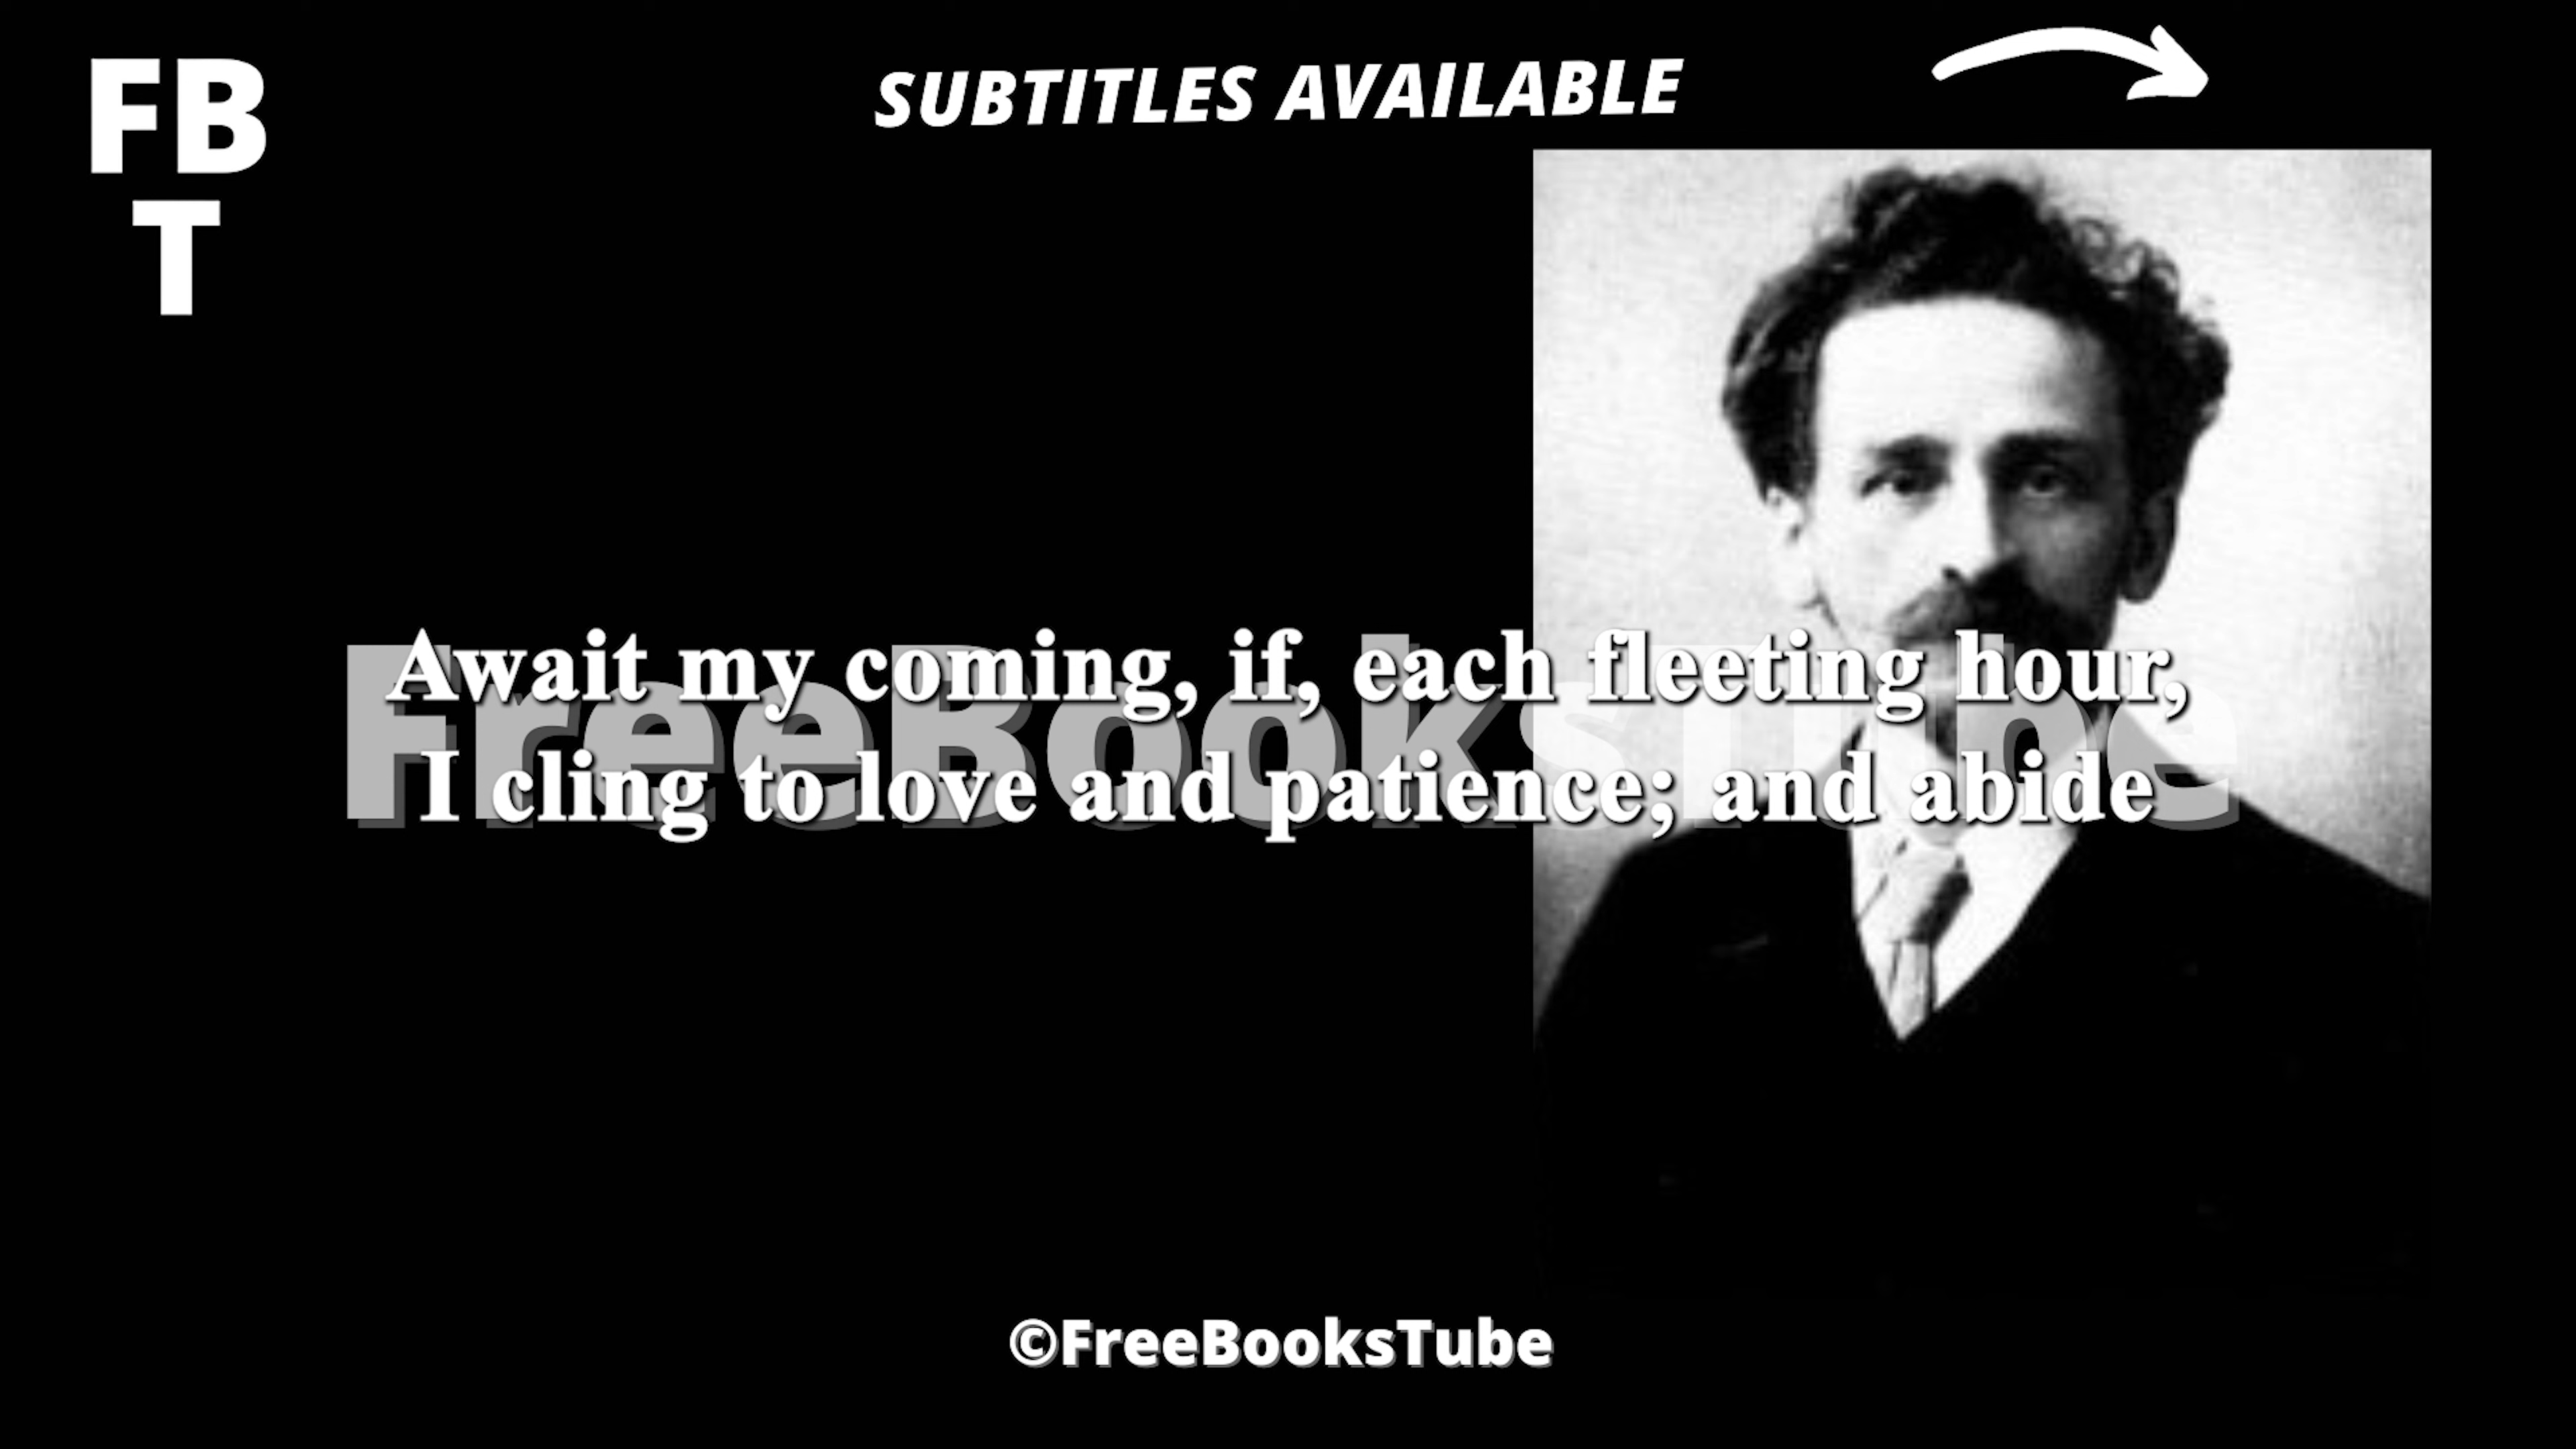 FB
T
SUBTITLES AVAILABLE
Await my coming, if, each fleeting hour,
I cling to love and patience; and abide
FreeBooksTube
©FreeBooksTube